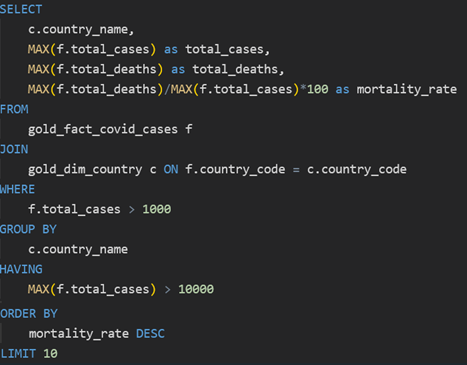 SELECT
    c.country_name,
    MAX(f.total_cases) as total_cases,
    MAX(f.total_deaths) as total_deaths,
    MAX(f.total_deaths)/MAX(f.total_cases)*100 as mortality_rate
FROM
    gold_fact_covid_cases f
JOIN
    gold_dim_country c ON f.country_code = c.country_code
WHERE
    f.total_cases > 1000
GROUP BY
    c.country_name
HAVING
    MAX(f.total_cases) > 10000
ORDER BY
    mortality_rate DESC
LIMIT 10